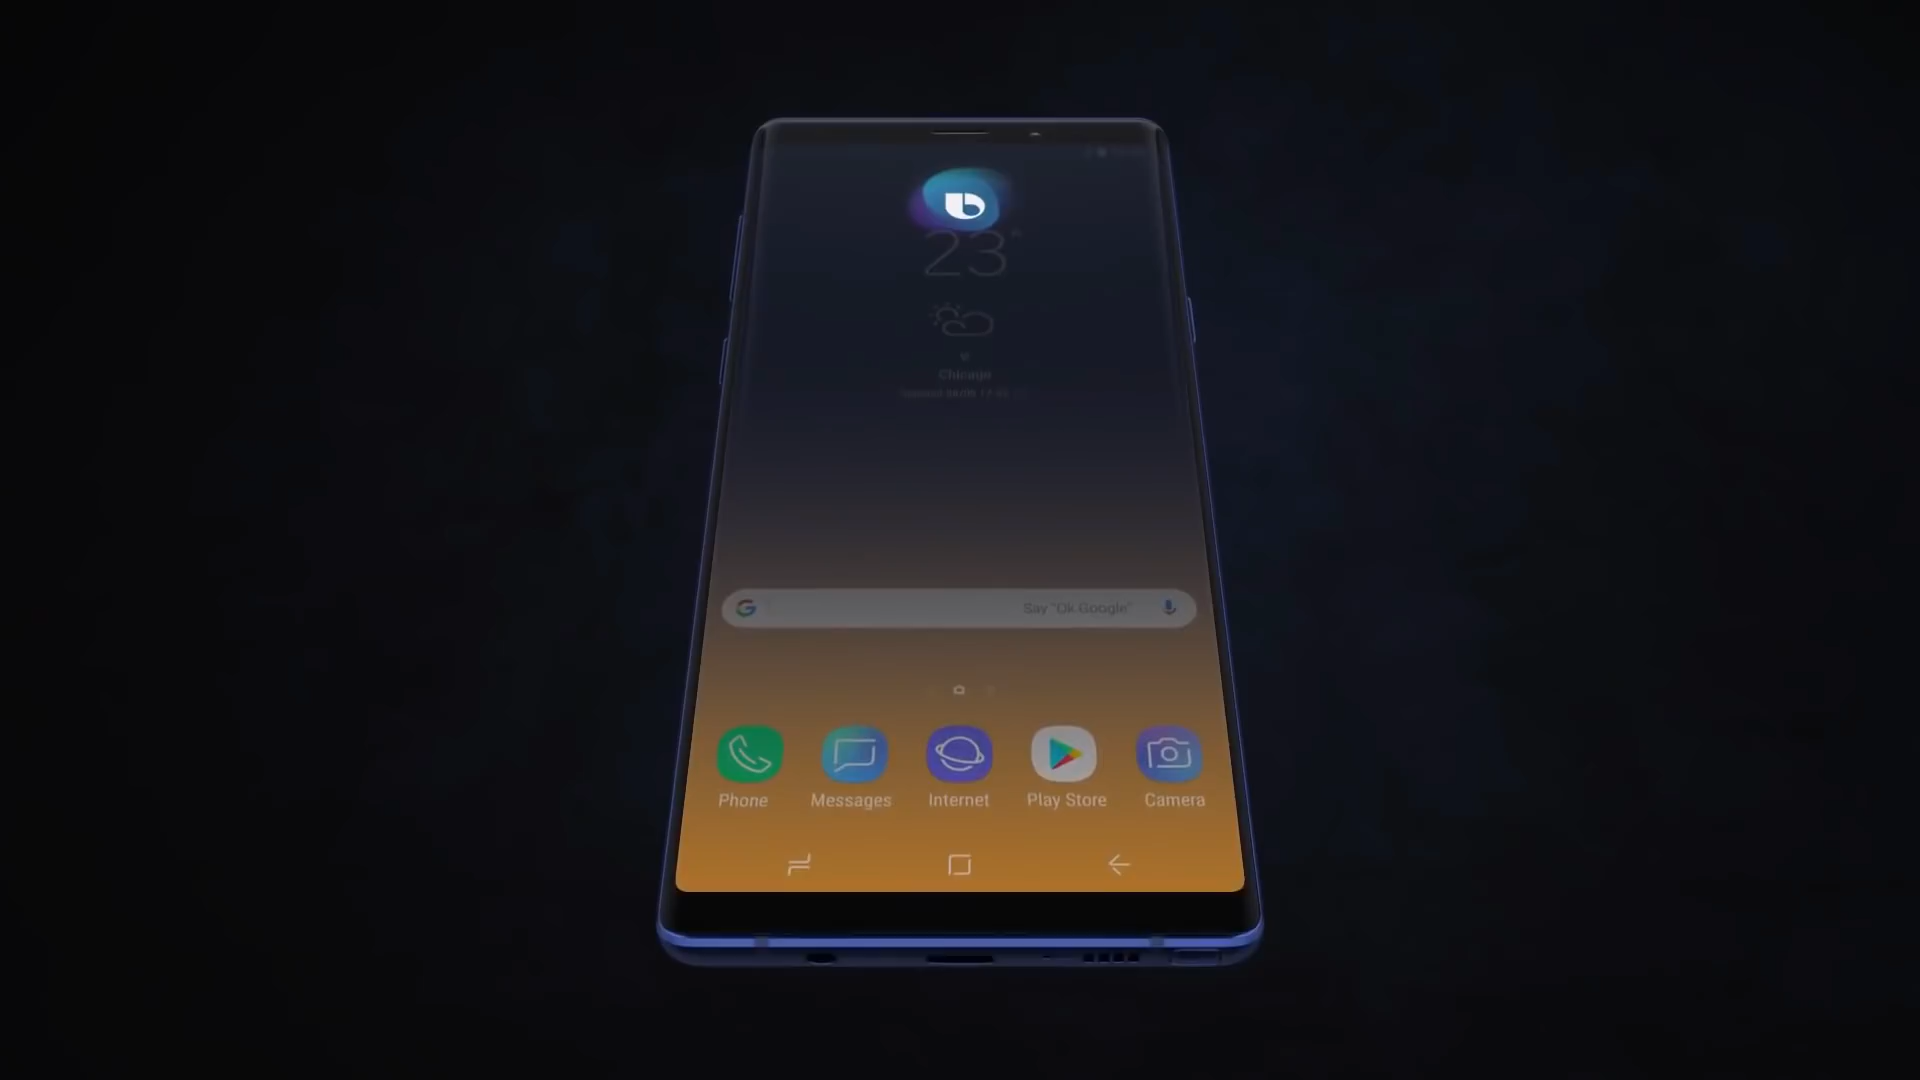 23°
Chicago
Say "Ok Google"
Phone Messages Internet Play Store Camera